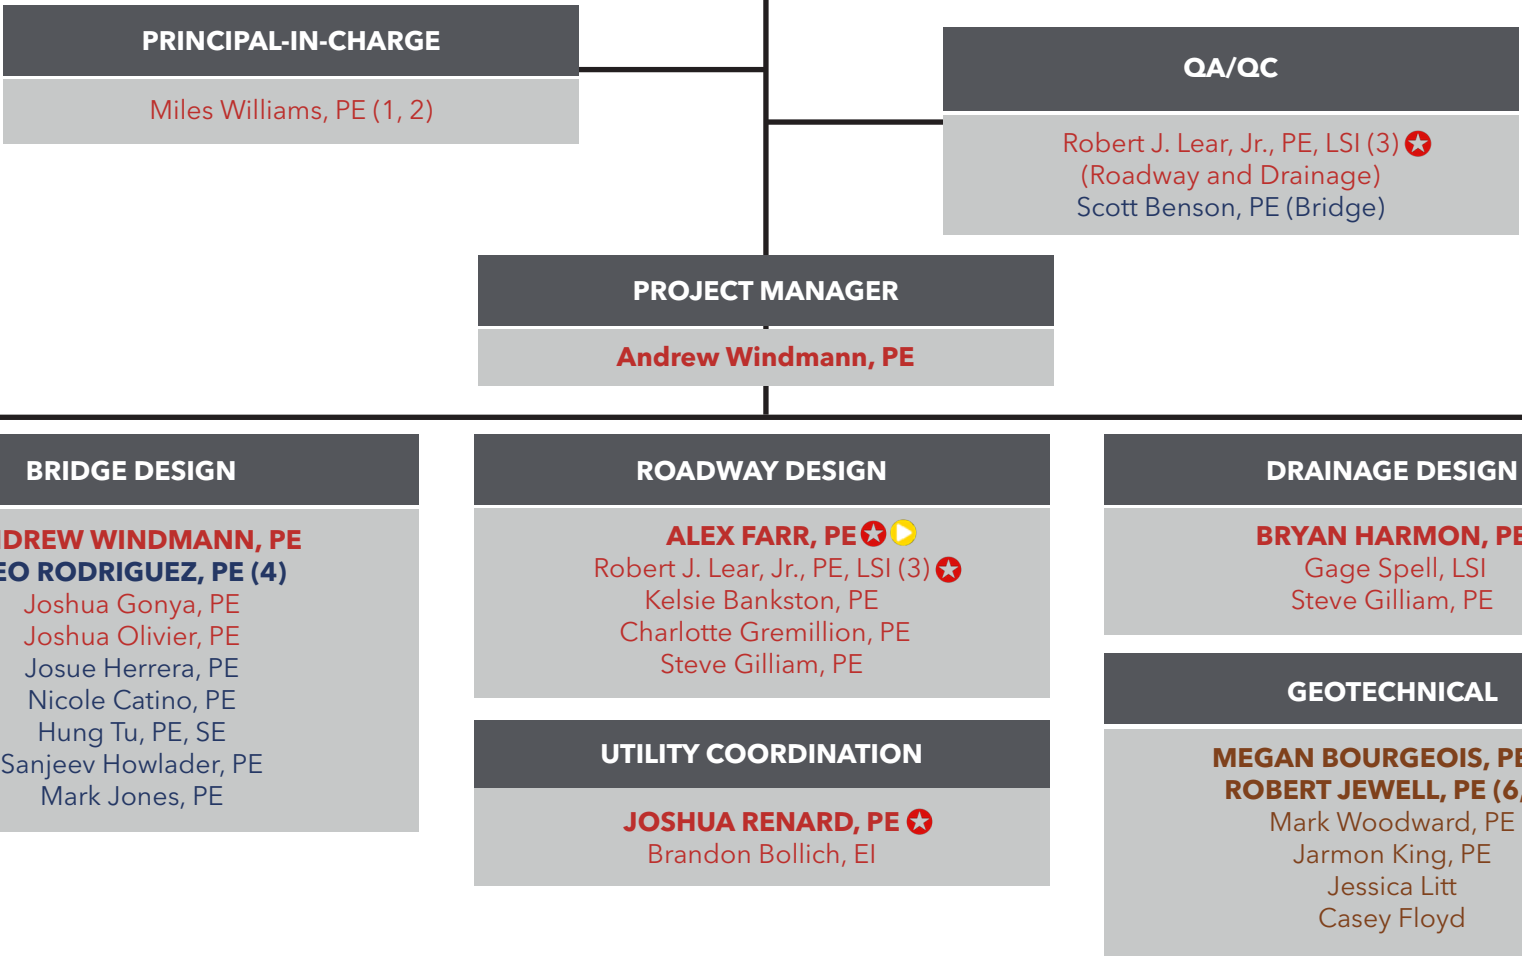 PRINCIPAL-IN-CHARGE
Miles Williams, PE (1, 2)
QA/QC
Robert J. Lear, Jr., PE, LSI (3)
(Roadway and Drainage)
Scott Benson, PE (Bridge)
PROJECT MANAGER
Andrew Windmann, PE
BRIDGE DESIGN
NDREW WINDMANN, PE
EO RODRIGUEZ, PE (4)
Joshua Gonya, PE
Joshua Olivier, PE
Josue Herrera, PE
Nicole Catino, PE
Hung Tu, PE, SE
Sanjeev Howlader, PE
Mark Jones, PE
ROADWAY DESIGN
ALEX FARR, PE
Robert J. Lear, Jr., PE, LSI (3)
Kelsie Bankston, PE
Charlotte Gremillion, PE
Steve Gilliam, PE
UTILITY COORDINATION
JOSHUA RENARD, PE
Brandon Bollich, EI
DRAINAGE DESIGN
BRYAN HARMON, PE
Gage Spell, LSI
Steve Gilliam, PE
GEOTECHNICAL
MEGAN BOURGEOIS, PE
ROBERT JEWELL, PE (6,
Mark Woodward, PE
Jarmon King, PE
Jessica Litt
Casey Floyd